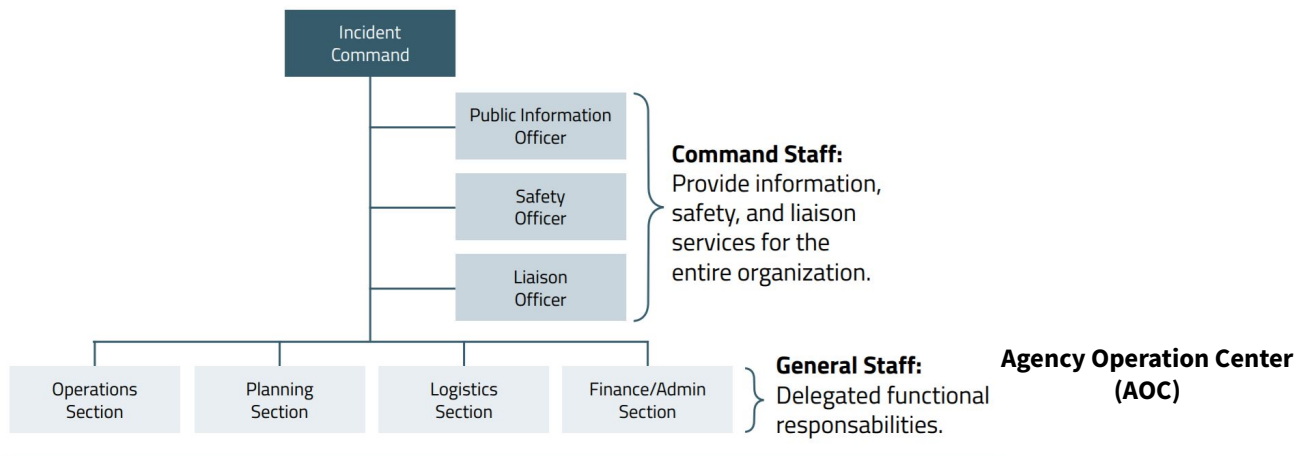 Incident
Command
Public Information
Officer
Safety
Officer
Liaison
Officer
Command Staff:
Provide information,
safety, and liaison
services for the
entire organization.
Operations
Section
Planning
Section
Logistics
Section
Finance/Admin
Section
General Staff:
Delegated functional
responsabilities.
Agency Operation Center
(AOC)